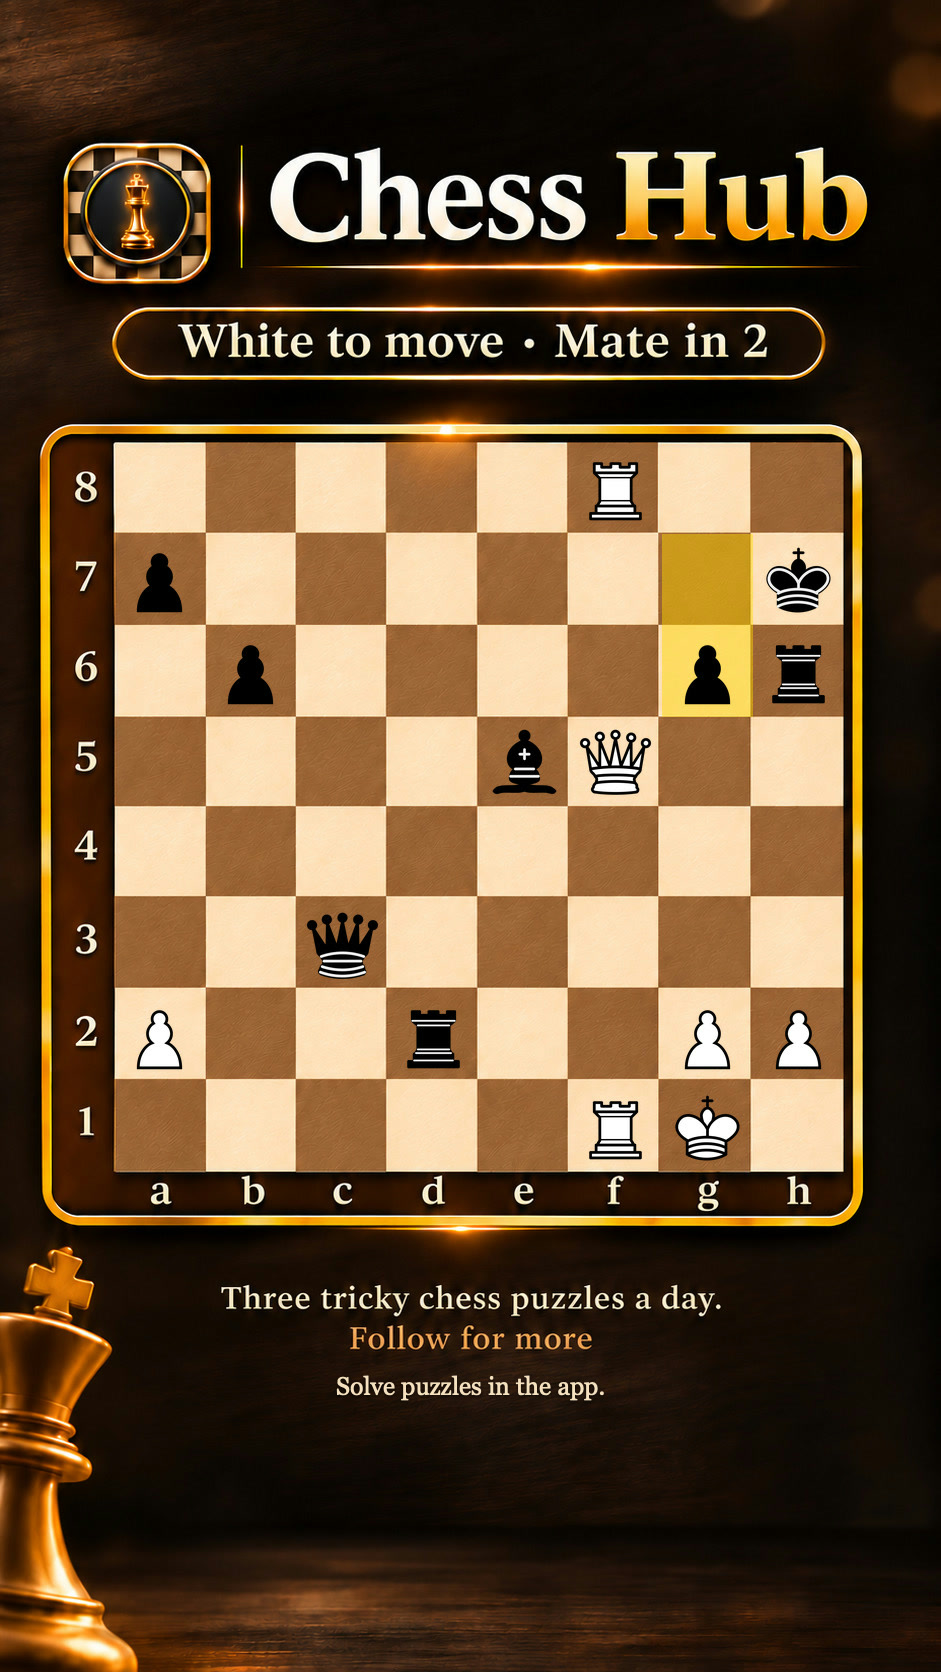 Chess Hub
White to move · Mate in 2
8
7
6
5
4
3
2
1
a b c d e f g h
Three tricky chess puzzles a day.
Follow for more
Solve puzzles in the app.